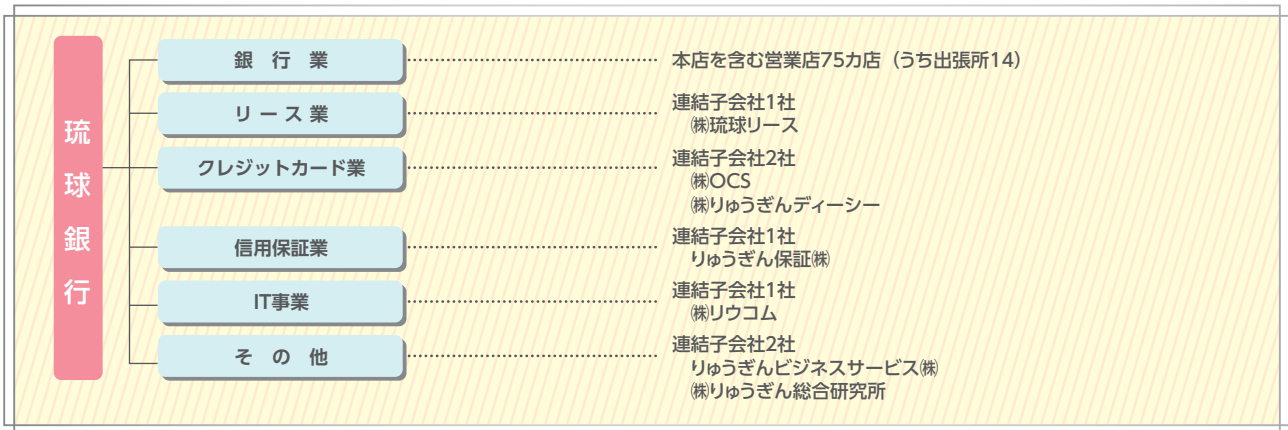 琉球銀行
銀行業
本店を含む営業店75カ店（うち出張所14）
リース業
連結子会社1社
㈱琉球リース
クレジットカード業
連結子会社2社
㈱OCS
㈱りゅうぎんディーシー
信用保証業
連結子会社1社
りゅうぎん保証㈱
IT事業
連結子会社1社
㈱リウコム
その他
連結子会社2社
りゅうぎんビジネスサービス㈱
㈱りゅうぎん総合研究所